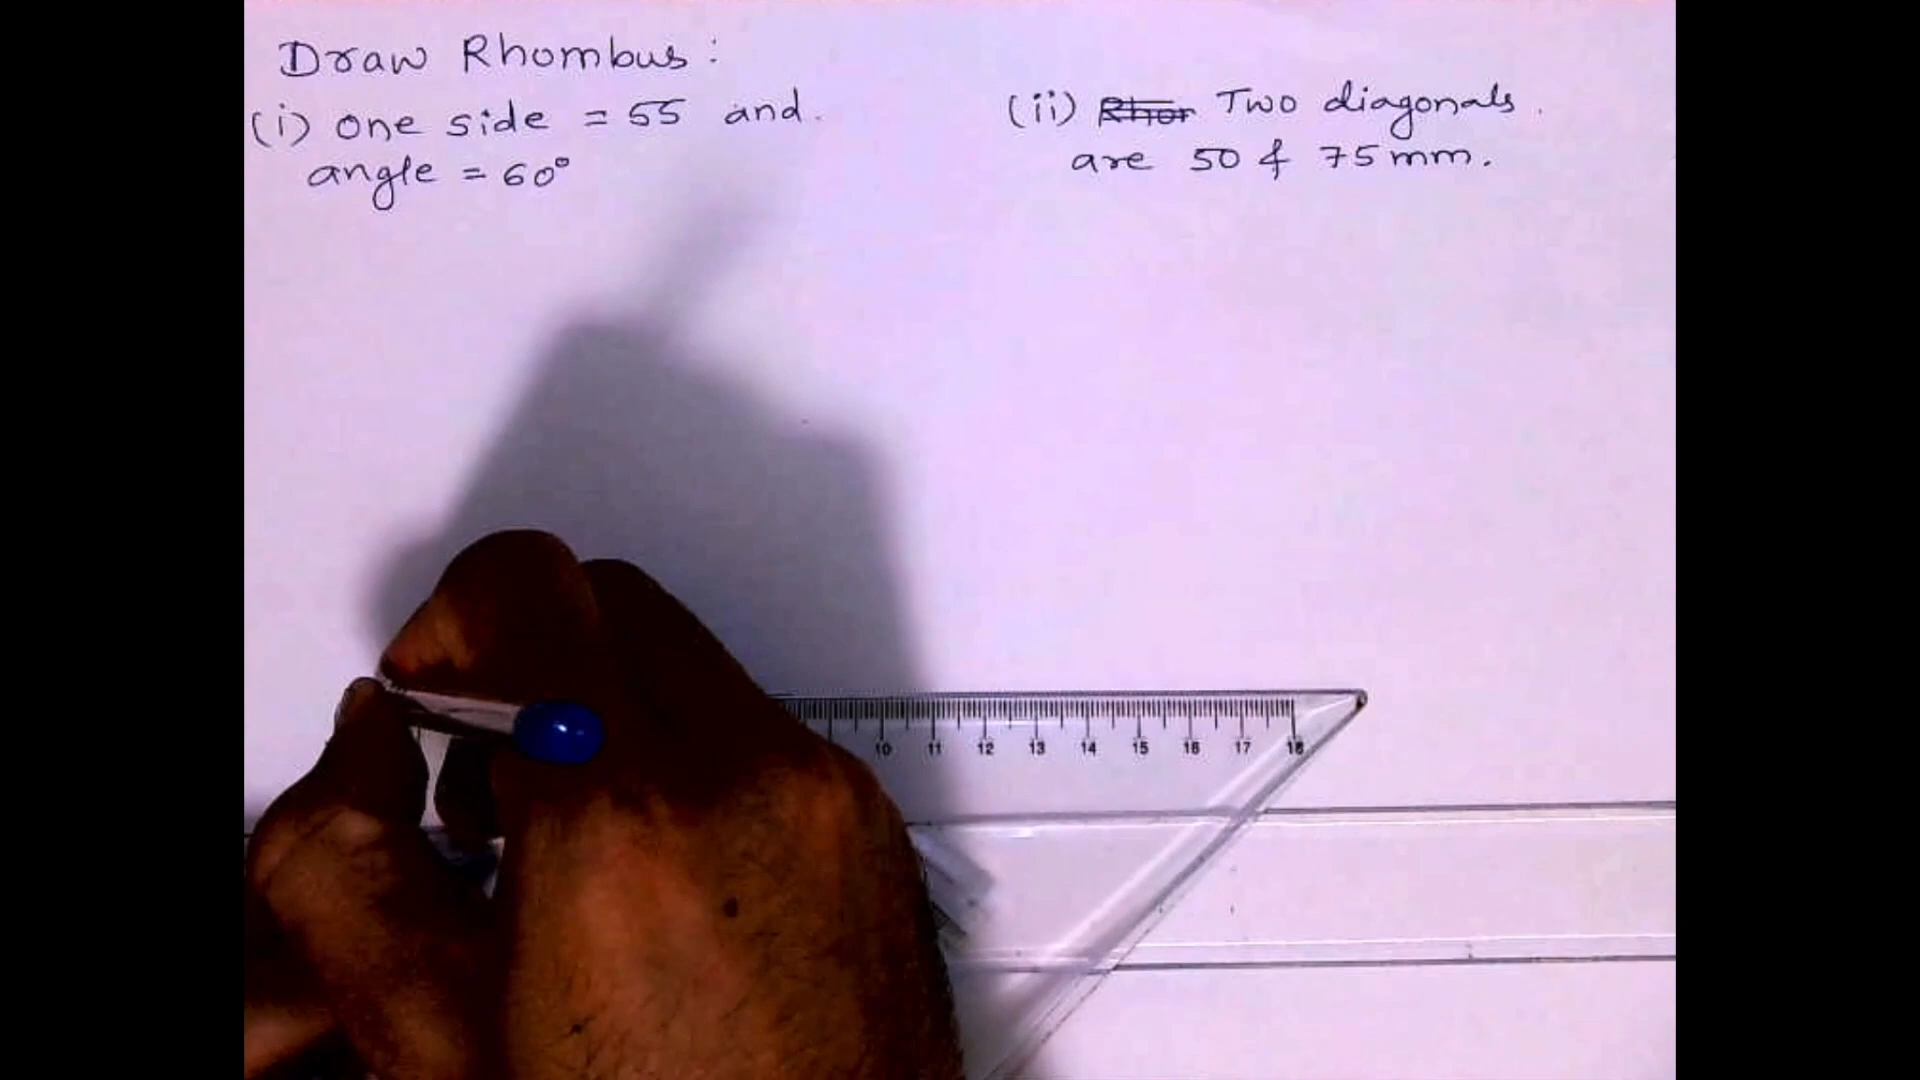 Draw Rhombus :
(i) one side = 55 and
angle = 60°
(ii) Two diagonals
are 50 & 75 mm.
10 11 12 13 14 15 16 17 18